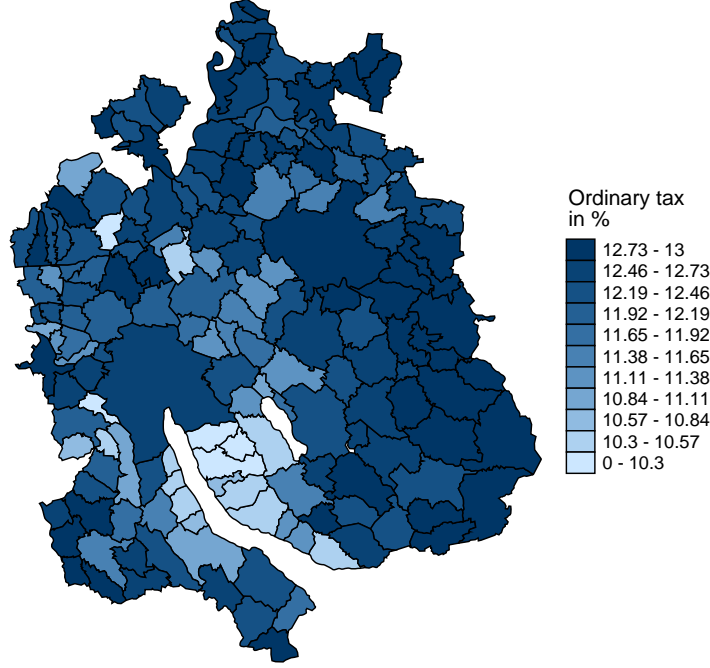 Ordinary tax
in %
12.73 - 13
12.46 - 12.73
12.19 - 12.46
11.92 - 12.19
11.65 - 11.92
11.38 - 11.65
11.11 - 11.38
10.84 - 11.11
10.57 - 10.84
10.3 - 10.57
0 - 10.3